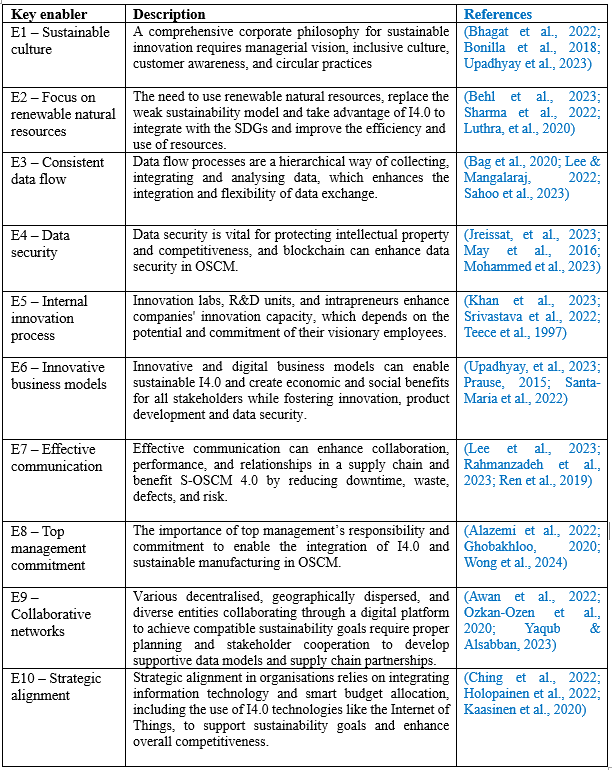 Key enabler Description References
E1 – Sustainable culture
A comprehensive corporate philosophy for sustainable
innovation requires managerial vision, inclusive culture,
customer awareness, and circular practices
(Bhagat et al., 2022;
Bonilla et al., 2018;
Upadhyay et al., 2023)
E2 – Focus on
renewable natural
resources
The need to use renewable natural resources, replace the
weak sustainability model and take advantage of I4.0 to
integrate with the SDGs and improve the efficiency and
use of resources.
(Behl et al., 2023;
Sharma et al., 2022;
Luthra, et al., 2020)
E3 – Consistent
data flow
Data flow processes are a hierarchical way of collecting,
integrating and analysing data, which enhances the
integration and flexibility of data exchange.
(Bag et al., 2020; Lee &
Mangalaraj, 2022;
Sahoo et al., 2023)
E4 – Data
security
Data security is vital for protecting intellectual property
and competitiveness, and blockchain can enhance data
security in OSCM.
(Jreissat, et al., 2023;
May et al., 2016;
Mohammed et al., 2023)
E5 – Internal
innovation
process
Innovation labs, R&D units, and intrapreneurs enhance
companies' innovation capacity, which depends on the
potential and commitment of their visionary employees.
(Khan et al., 2023;
Srivastava et al., 2022;
Teece et al., 1997)
E6 – Innovative
business models
Innovative and digital business models can enable
sustainable I4.0 and create economic and social benefits
for all stakeholders while fostering innovation, product
development and data security.
(Upadhyay, et al., 2023;
Prause, 2015; Santa-
Maria et al., 2022)
E7 – Effective
communication
Effective communication can enhance collaboration,
performance, and relationships in a supply chain and
benefit S-OSCM 4.0 by reducing downtime, waste,
defects, and risk.
(Lee et al., 2023;
Rahmanzadeh et al.,
2023; Ren et al., 2019)
E8 – Top
management
commitment
The importance of top management’s responsibility and
commitment to enable the integration of I4.0 and
sustainable manufacturing in OSCM.
(Alazemi et al., 2022;
Ghobakhloo, 2020;
Wong et al., 2024)
E9 –
Collaborative
networks
Various decentralised, geographically dispersed, and
diverse entities collaborating through a digital platform
to achieve compatible sustainability goals require proper
planning and stakeholder cooperation to develop
supportive data models and supply chain partnerships.
(Awan et al., 2022;
Ozkan-Ozen et al.,
2020; Yaqub &
Alsabban, 2023)
E10 – Strategic
alignment
Strategic alignment in organisations relies on integrating
information technology and smart budget allocation,
including the use of I4.0 technologies like the Internet of
Things, to support sustainability goals and enhance
overall competitiveness.
(Ching et al., 2022;
Holopainen et al., 2022;
Kaasinen et al., 2020)